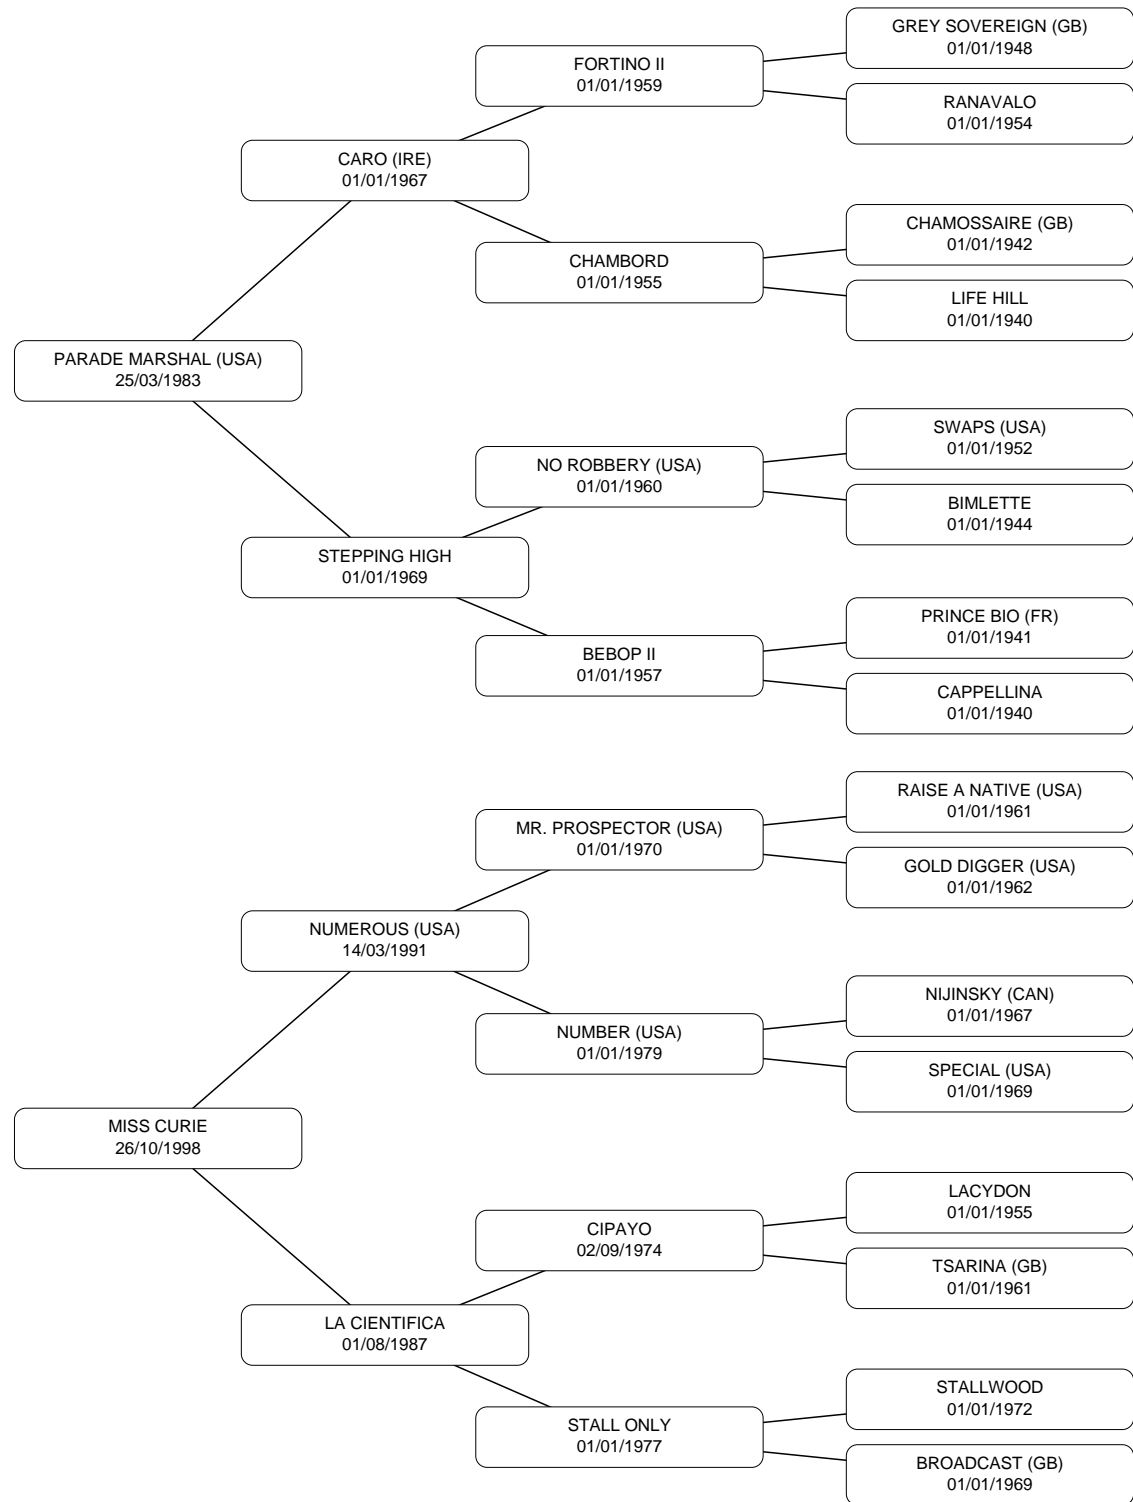 GREY SOVEREIGN (GB)
01/01/1948
FORTINO II
01/01/1959
RANAVALO
01/01/1954
CARO (IRE)
01/01/1967
CHAMOSSAIRE (GB)
01/01/1942
CHAMBORD
01/01/1955
LIFE HILL
01/01/1940
PARADE MARSHAL (USA)
25/03/1983
SWAPS (USA)
01/01/1952
NO ROBBERY (USA)
01/01/1960
BIMLETTE
01/01/1944
STEPPING HIGH
01/01/1969
PRINCE BIO (FR)
01/01/1941
BEBOP II
01/01/1957
CAPPELLINA
01/01/1940
RAISE A NATIVE (USA)
01/01/1961
MR. PROSPECTOR (USA)
01/01/1970
GOLD DIGGER (USA)
01/01/1962
NUMEROUS (USA)
14/03/1991
NIJINSKY (CAN)
01/01/1967
NUMBER (USA)
01/01/1979
SPECIAL (USA)
01/01/1969
MISS CURIE
26/10/1998
LACYDON
01/01/1955
CIPAYO
02/09/1974
TSARINA (GB)
01/01/1961
LA CIENTIFICA
01/08/1987
STALLWOOD
01/01/1972
STALL ONLY
01/01/1977
BROADCAST (GB)
01/01/1969